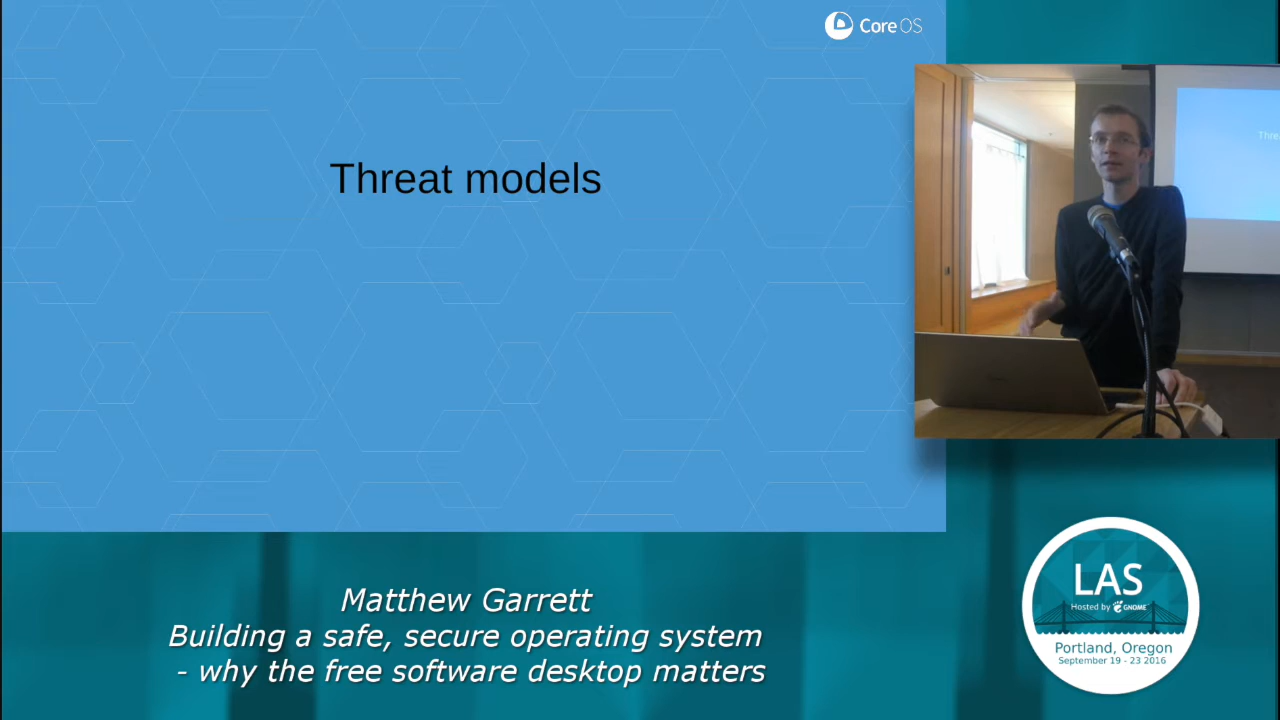 CoreOS
Threat models
Thre
Matthew Garrett
Building a safe, secure operating system
- why the free software desktop matters
LAS
Hosted by GNOME
Portland, Oregon
September 19 - 23 2016